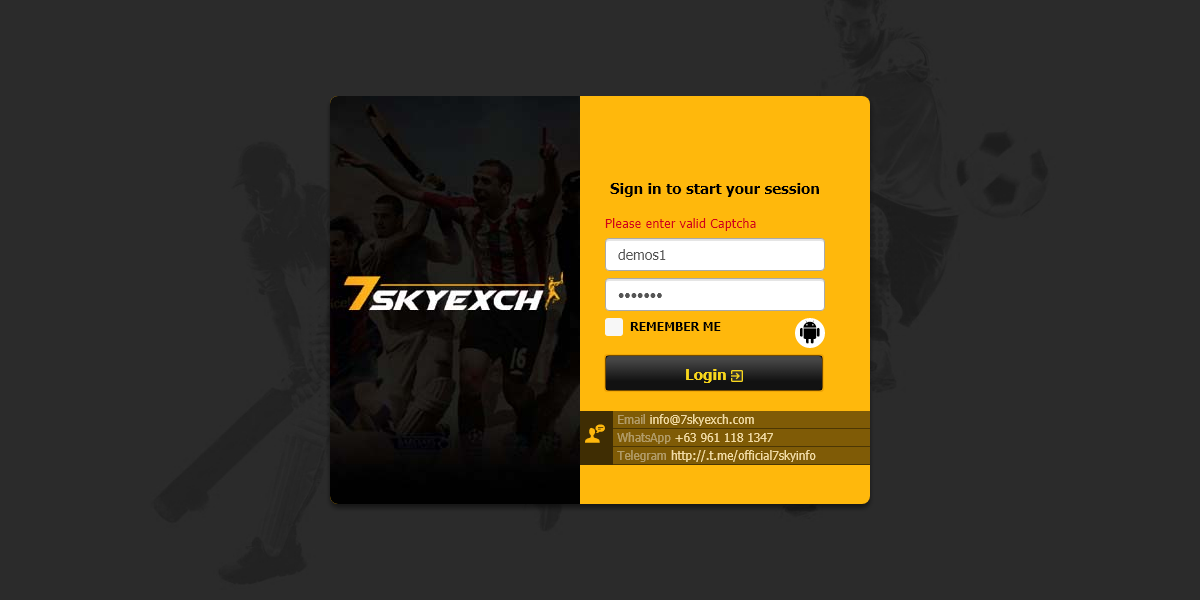 7SKYEXCH
Sign in to start your session
Please enter valid Captcha
demos1
•••••••
REMEMBER ME
Login
Email info@7skyexch.com
WhatsApp +63 961 118 1347
Telegram http://.t.me/official7skyinfo
16